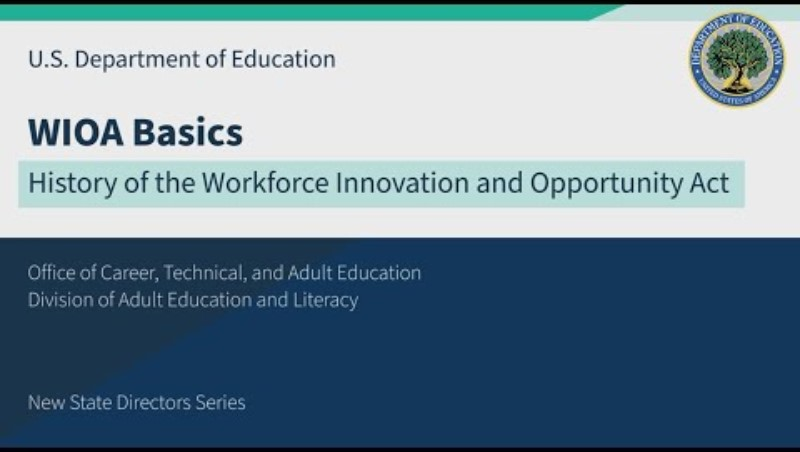 U.S. Department of Education
DEPARTMENT OF EDUCATION
UNITED STATES OF AMERICA
WIOA Basics
History of the Workforce Innovation and Opportunity Act
Office of Career, Technical, and Adult Education
Division of Adult Education and Literacy
New State Directors Series